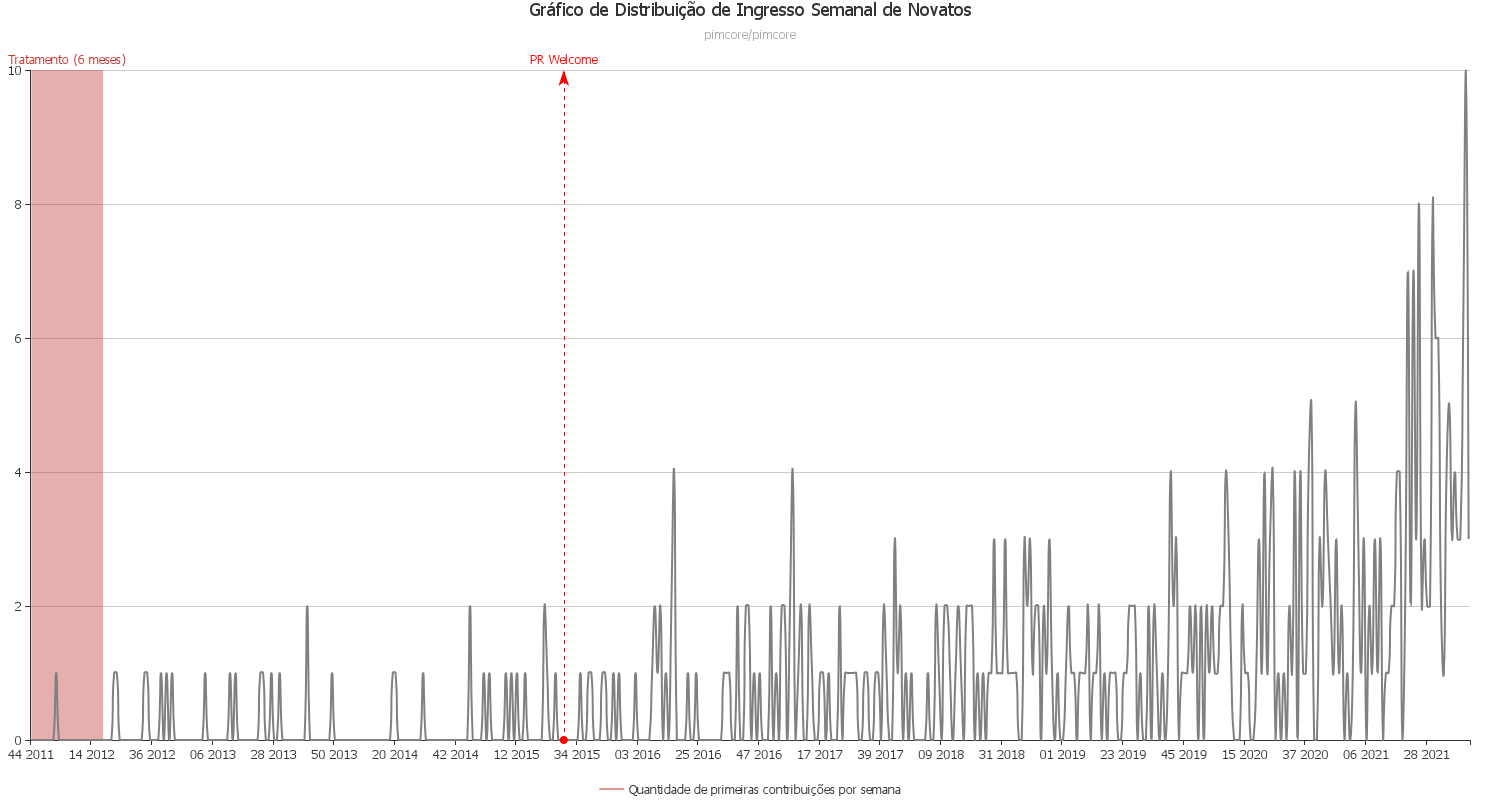 Gráfico de Distribuição de Ingresso Semanal de Novatos
pimcore/pimcore
Tratamento (6 meses)
PR Welcome
10
8
6
4
2
0
44 2011 14 2012 36 2012 06 2013 28 2013 50 2013 20 2014 42 2014 12 2015 34 2015 03 2016 25 2016 47 2016 17 2017 39 2017 09 2018 31 2018 01 2019 23 2019 45 2019 15 2020 37 2020 06 2021 28 2021
Quantidade de primeiras contribuições por semana